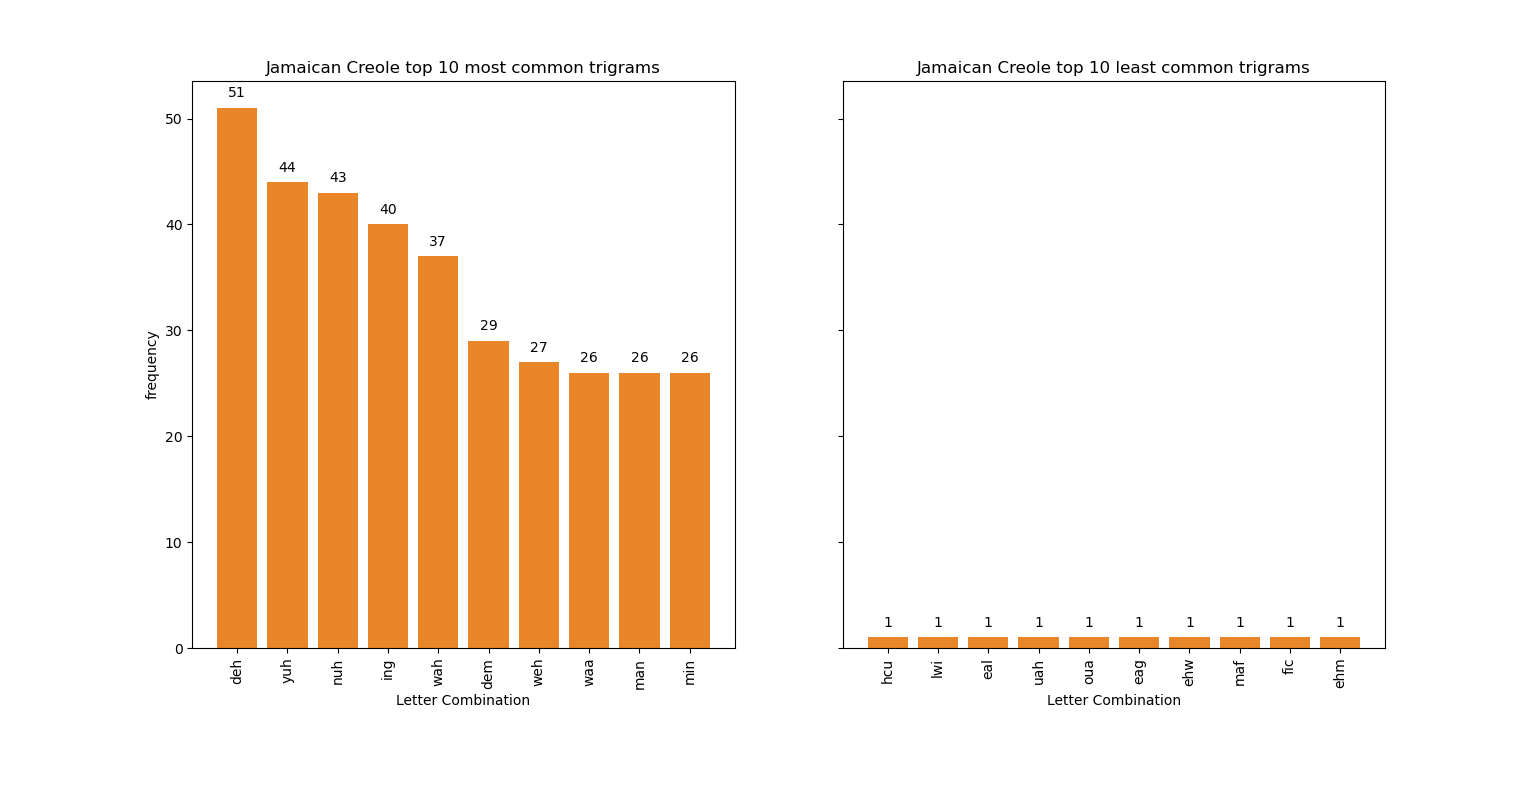 Jamaican Creole top 10 most common trigrams
51
44
43
40
37
29
27
26
26
26
50
40
30
20
10
0
frequency
deh
yuh
nuh
ing
wah
dem
weh
waa
man
min
Letter Combination
Jamaican Creole top 10 least common trigrams
1
1
1
1
1
1
1
1
1
1
hcu
lwi
eal
uah
oua
eag
ehw
maf
fic
ehm
Letter Combination